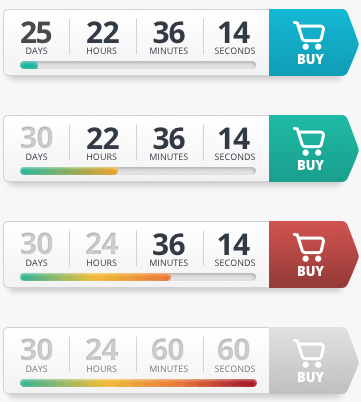 25 22 36 14
DAYS HOURS MINUTES SECONDS
BUY
30 22 36 14
DAYS HOURS MINUTES SECONDS
BUY
30 24 36 14
DAYS HOURS MINUTES SECONDS
BUY
30 24 60 60
DAYS HOURS MINUTES SECONDS
BUY